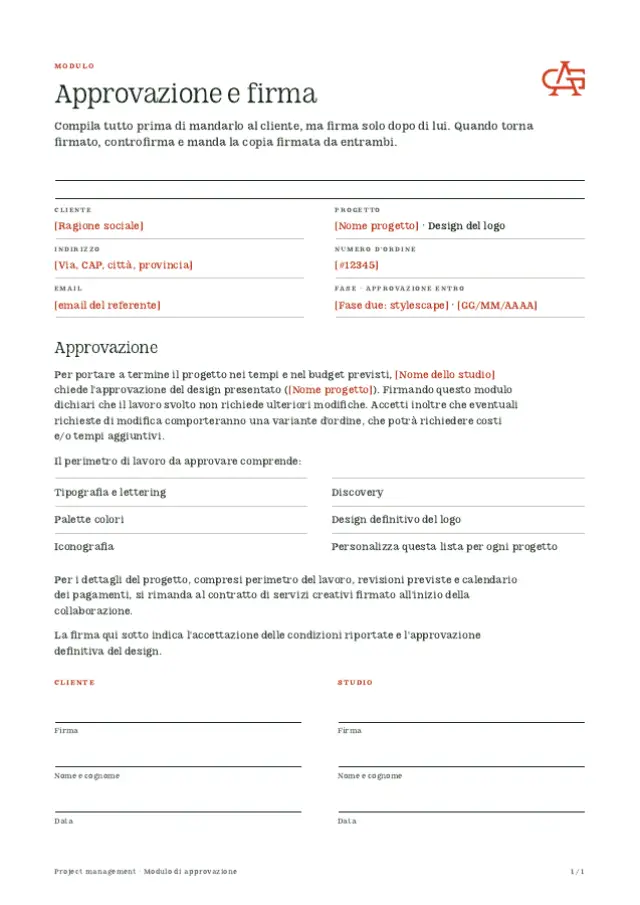 MODULO
Approvazione e firma
Compila tutto prima di mandarlo al cliente, ma firma solo dopo di lui. Quando torna
firmato, controfirma e manda la copia firmata da entrambi.
CLIENTE
[Ragione sociale]
PROGETTO
[Nome progetto] · Design del logo
INDIRIZZO
[Via, CAP, città, provincia]
NUMERO D'ORDINE
[#12345]
EMAIL
[email del referente]
FASE · APPROVAZIONE ENTRO
[Fase due: stylescape] · [GG/MM/AAAA]
Approvazione
Per portare a termine il progetto nei tempi e nel budget previsti, [Nome dello studio]
chiede l'approvazione del design presentato ([Nome progetto]). Firmando questo modulo
dichiari che il lavoro svolto non richiede ulteriori modifiche. Accetti inoltre che eventuali
richieste di modifica comporteranno una variante d'ordine, che potrà richiedere costi
e/o tempi aggiuntivi.
Il perimetro di lavoro da approvare comprende:
Tipografia e lettering
Discovery
Palette colori
Design definitivo del logo
Iconografia
Personalizza questa lista per ogni progetto
Per i dettagli del progetto, compresi perimetro del lavoro, revisioni previste e calendario
dei pagamenti, si rimanda al contratto di servizi creativi firmato all'inizio della
collaborazione.
La firma qui sotto indica l'accettazione delle condizioni riportate e l'approvazione
definitiva del design.
CLIENTE
STUDIO
Firma
Firma
Nome e cognome
Nome e cognome
Data
Data
Project management · Modulo di approvazione
1 / 1